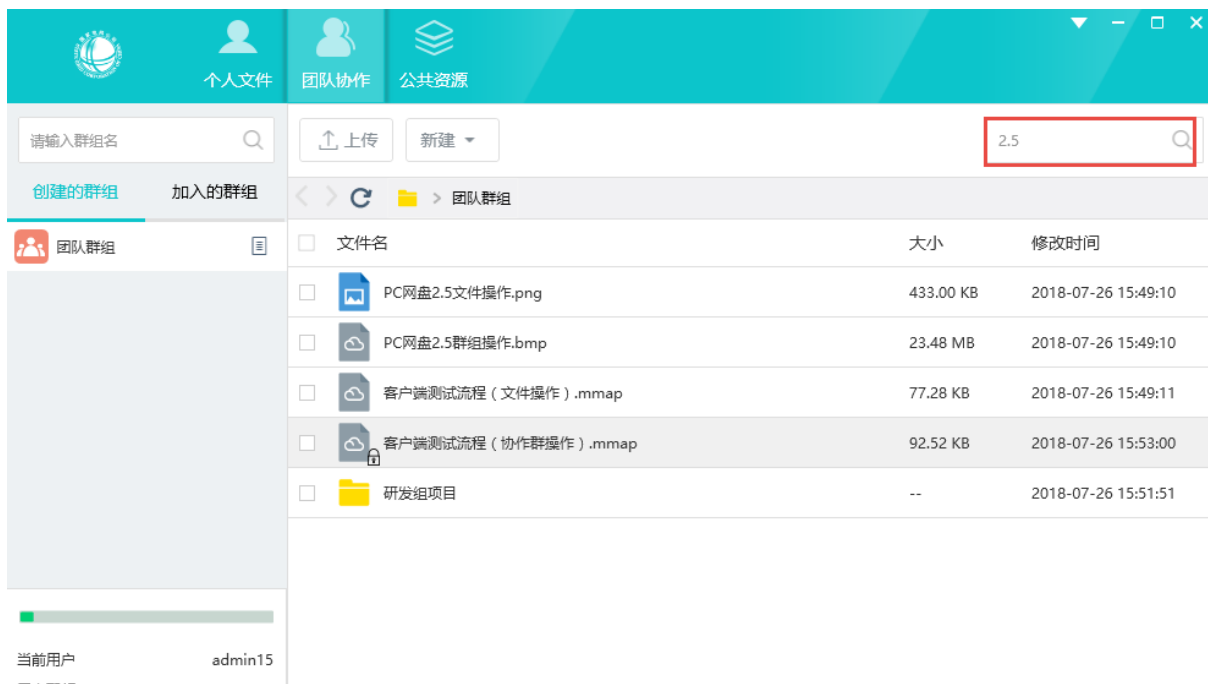 个人文件
团队协作
公共资源
请输入群组名
上传
新建
2.5
创建的群组
加入的群组
> 团队群组
团队群组
文件名 大小 修改时间
PC网盘2.5文件操作.png 433.00 KB 2018-07-26 15:49:10
PC网盘2.5群组操作.bmp 23.48 MB 2018-07-26 15:49:10
客户端测试流程（文件操作）.mmap 77.28 KB 2018-07-26 15:49:11
客户端测试流程（协作群操作）.mmap 92.52 KB 2018-07-26 15:53:00
研发组项目 -- 2018-07-26 15:51:51
当前用户 admin15